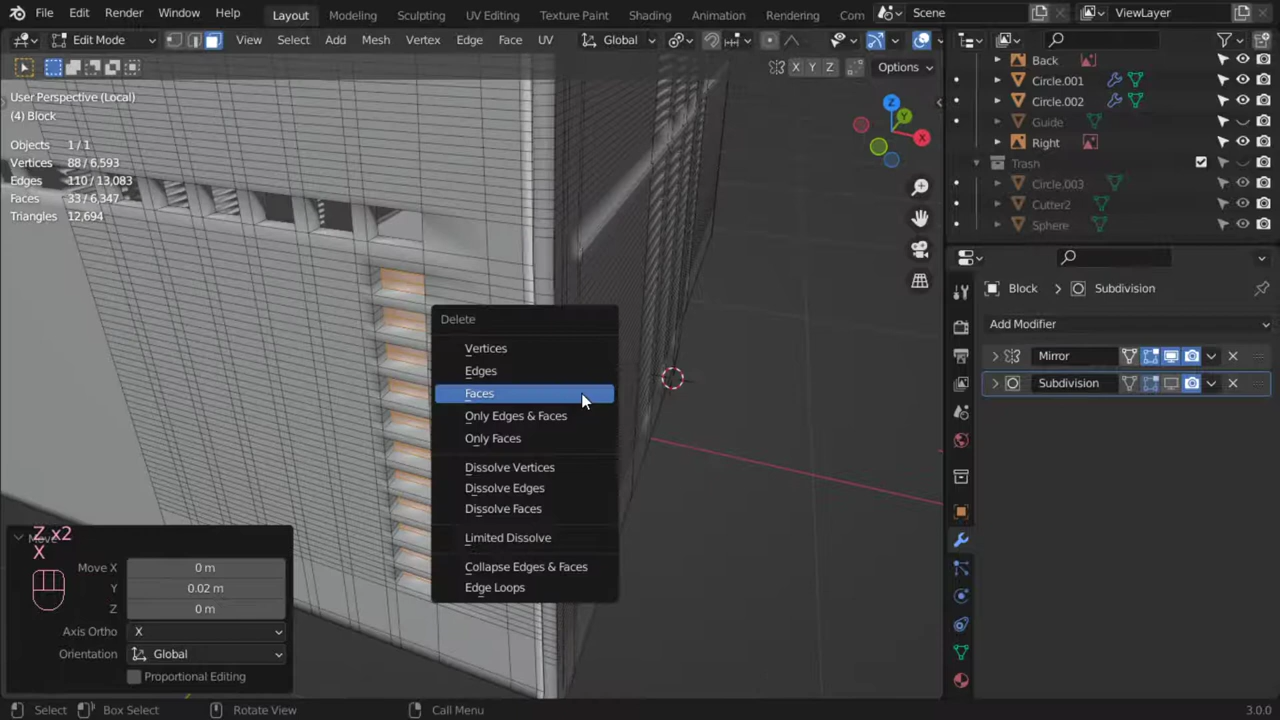 File Edit Render Window Help Layout Modeling Sculpting UV Editing Texture Paint Shading Animation Rendering Com Scene ViewLayer
Edit Mode View Select Add Mesh Vertex Edge Face UV Global
X Y Z Options
User Perspective (Local)
(4) Block
Objects 1 / 1
Vertices 88 / 6,593
Edges 110 / 13,083
Faces 33 / 6,347
Triangles 12,694
Z
Y
X
Back
Circle.001
Circle.002
Guide
Right
Trash
Circle.003
Cutter2
Sphere
Block > Subdivision
Add Modifier
Mirror
Subdivision
Delete
Vertices
Edges
Faces
Only Edges & Faces
Only Faces
Dissolve Vertices
Dissolve Edges
Dissolve Faces
Limited Dissolve
Collapse Edges & Faces
Edge Loops
Z x2
X
Move
Move X 0 m
Y 0.02 m
Z 0 m
Axis Ortho X
Orientation Global
Proportional Editing
Select Box Select Rotate View Call Menu 3.0.0